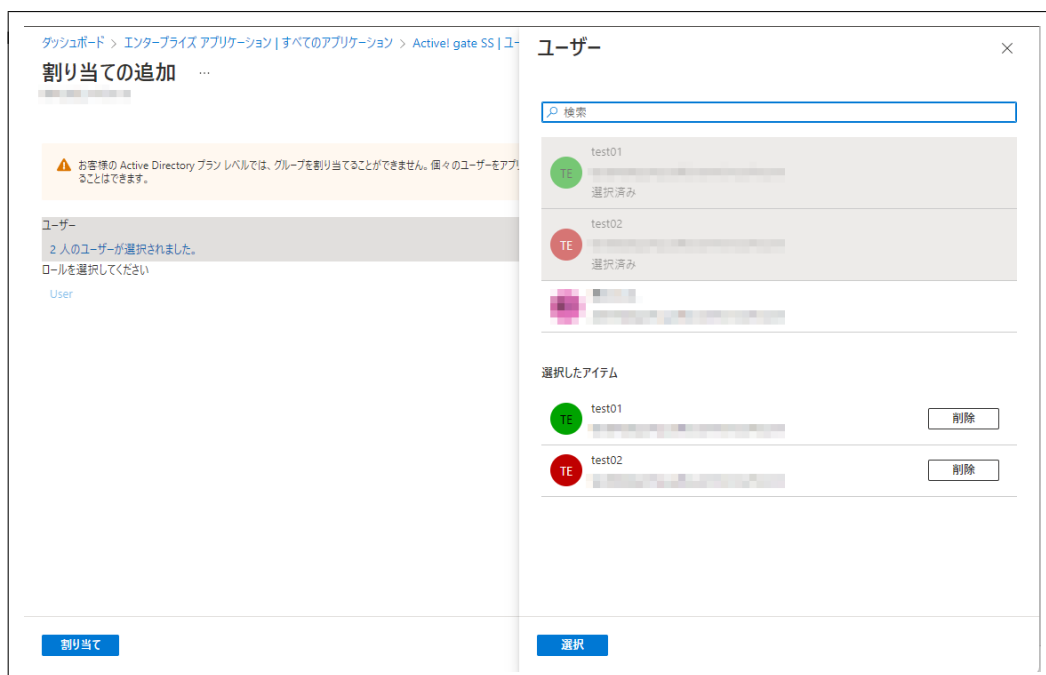 ダッシュボード > エンタープライズ アプリケーション | すべてのアプリケーション > Active! gate SS | ユー
割り当ての追加 …
お客様の Active Directory プラン レベルでは、グループを割り当てることができません。個々のユーザーをアプリ
ることはできます。
ユーザー
2 人のユーザーが選択されました。
ロールを選択してください
User
割り当て
ユーザー
検索
TE
test01
選択済み
TE
test02
選択済み
選択したアイテム
TE
test01
削除
TE
test02
削除
選択